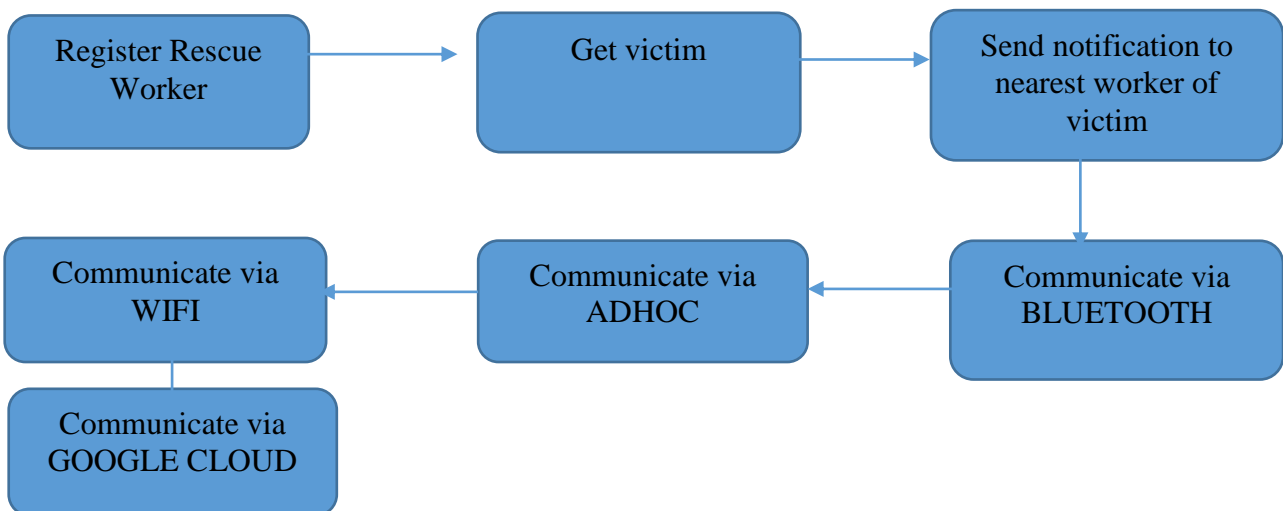 Register Rescue
Worker
Get victim
Send notification to
nearest worker of
victim
Communicate via
BLUETOOTH
Communicate via
ADHOC
Communicate via
WIFI
Communicate via
GOOGLE CLOUD